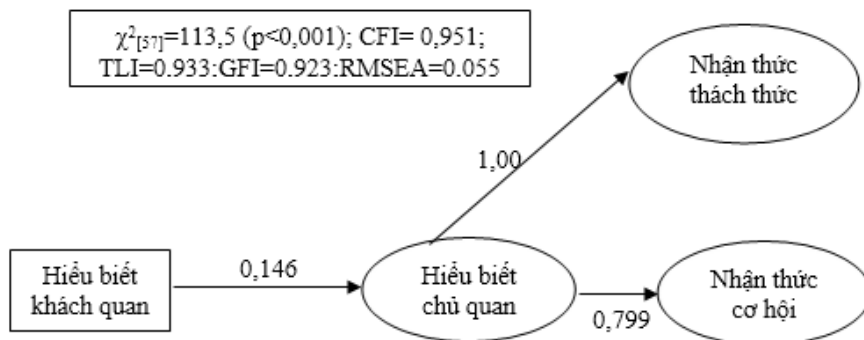 χ²[57]=113,5 (p<0,001); CFI= 0,951;
TLI=0.933:GFI=0.923:RMSEA=0.055
Nhận thức
thách thức
1,00
Hiểu biết
khách quan
0,146
Hiểu biết
chủ quan
0,799
Nhận thức
cơ hội